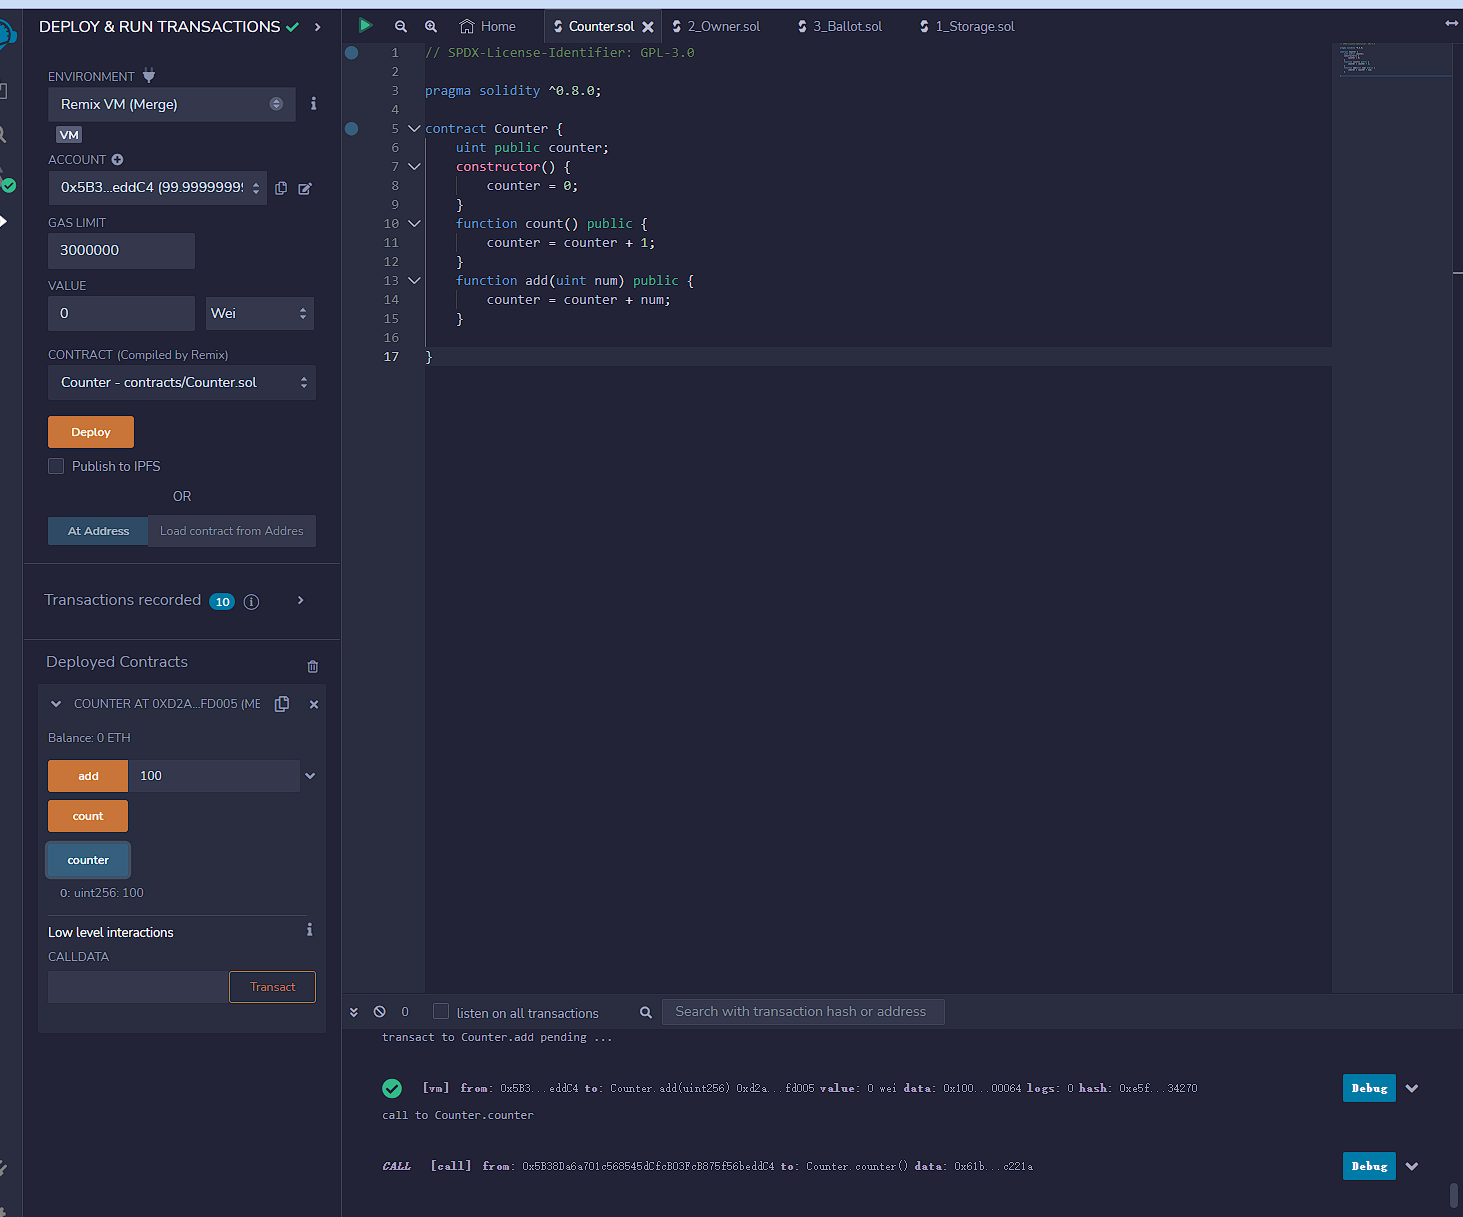 DEPLOY & RUN TRANSACTIONS
ENVIRONMENT
Remix VM (Merge)
VM
ACCOUNT
0x5B3...eddC4 (99.99999999
GAS LIMIT
3000000
VALUE
0
Wei
CONTRACT (Compiled by Remix)
Counter - contracts/Counter.sol
Deploy
Publish to IPFS
OR
At Address
Load contract from Addres
Transactions recorded 10
Deployed Contracts
COUNTER AT 0XD2A...FD005 (ME
Balance: 0 ETH
add 100
count
counter
0: uint256: 100
Low level interactions
CALLDATA
Transact
Home Counter.sol 2_Owner.sol 3_Ballot.sol 1_Storage.sol
1 // SPDX-License-Identifier: GPL-3.0
2
3 pragma solidity ^0.8.0;
4
5 contract Counter {
6 uint public counter;
7 constructor() {
8 counter = 0;
9 }
10 function count() public {
11 counter = counter + 1;
12 }
13 function add(uint num) public {
14 counter = counter + num;
15 }
16
17 }
0 listen on all transactions Search with transaction hash or address
transact to Counter.add pending ...
[vm] from: 0x5B3...eddC4 to: Counter.add(uint256) 0xd2a...fd005 value: 0 wei data: 0x100...00064 logs: 0 hash: 0xe5f...34270 Debug
call to Counter.counter
CALL [call] from: 0x5B38Da6a701c568545dCfcB03FcB875f56beddC4 to: Counter.counter() data: 0x61b...c221a Debug